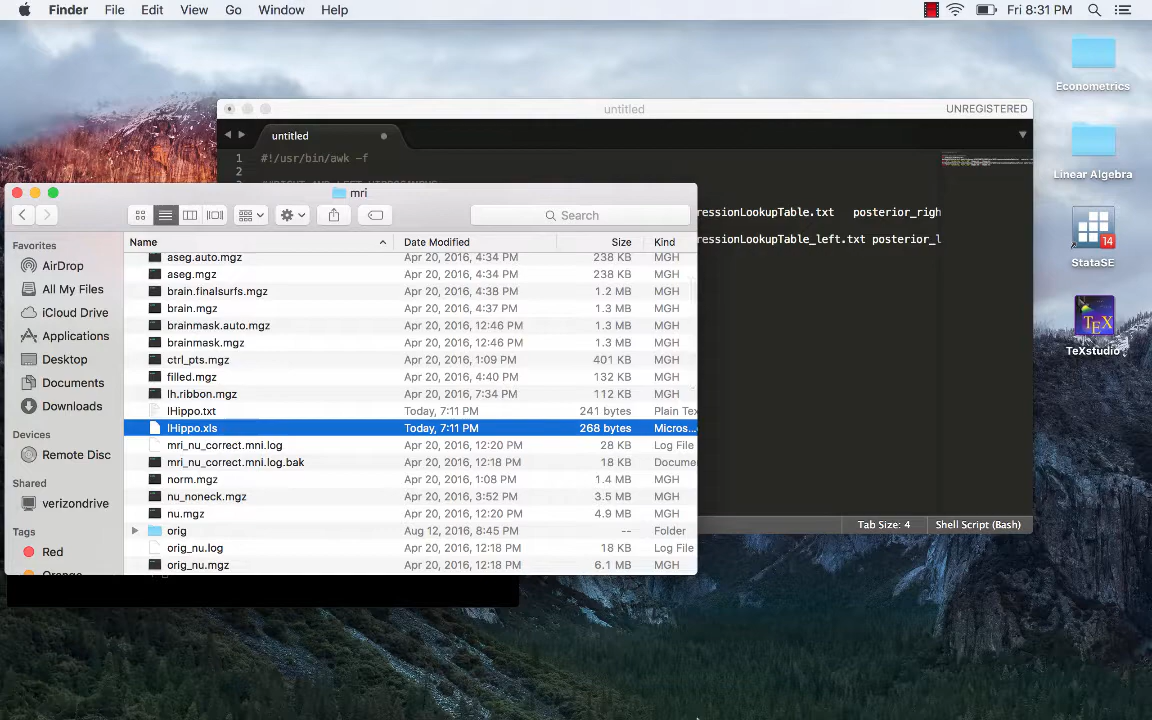 Finder File Edit View Go Window Help Fri 8:31 PM
Econometrics
Linear Algebra
14
StataSE
TEX
TeXstudio
untitled UNREGISTERED
untitled
1 #!/usr/bin/awk -f
2
3
ressionLookupTable.txt posterior_righ
ressionLookupTable_left.txt posterior_l
Tab Size: 4 Shell Script (Bash)
mri
Search
Favorites
AirDrop
All My Files
iCloud Drive
Applications
Desktop
Documents
Downloads
Devices
Remote Disc
Shared
verizondrive
Tags
Red
Orange
Name Date Modified Size Kind
aseg.auto.mgz Apr 20, 2016, 4:34 PM 238 KB MGH
aseg.mgz Apr 20, 2016, 4:34 PM 238 KB MGH
brain.finalsurfs.mgz Apr 20, 2016, 4:38 PM 1.2 MB MGH
brain.mgz Apr 20, 2016, 4:37 PM 1.3 MB MGH
brainmask.auto.mgz Apr 20, 2016, 12:46 PM 1.3 MB MGH
brainmask.mgz Apr 20, 2016, 12:46 PM 1.3 MB MGH
ctrl_pts.mgz Apr 20, 2016, 1:09 PM 401 KB MGH
filled.mgz Apr 20, 2016, 4:40 PM 132 KB MGH
lh.ribbon.mgz Apr 20, 2016, 7:34 PM 112 KB MGH
lHippo.txt Today, 7:11 PM 241 bytes Plain Te
lHippo.xls Today, 7:11 PM 268 bytes Micros...
mri_nu_correct.mni.log Apr 20, 2016, 12:20 PM 28 KB Log File
mri_nu_correct.mni.log.bak Apr 20, 2016, 12:18 PM 18 KB Docume
norm.mgz Apr 20, 2016, 1:08 PM 1.4 MB MGH
nu_noneck.mgz Apr 20, 2016, 3:52 PM 3.5 MB MGH
nu.mgz Apr 20, 2016, 12:20 PM 4.9 MB MGH
orig Aug 12, 2016, 8:45 PM -- Folder
orig_nu.log Apr 20, 2016, 12:18 PM 18 KB Log File
orig_nu.mgz Apr 20, 2016, 12:18 PM 6.1 MB MGH